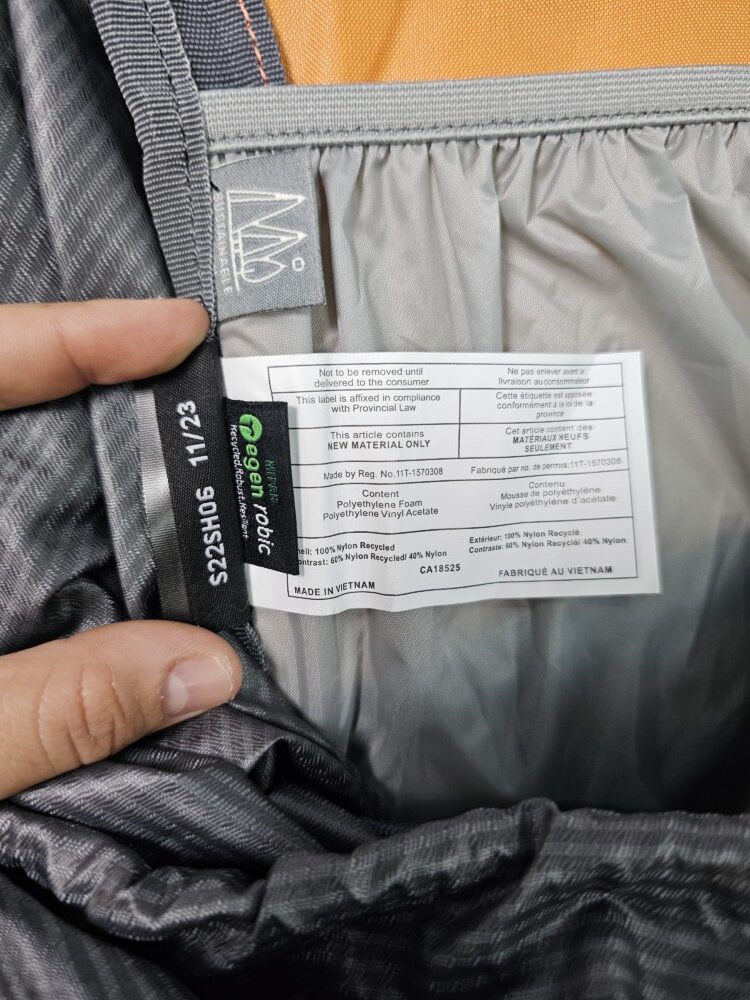 Not to be removed until
delivered to the consumer
Ne pas enlever avant la
livraison au consommateur
This label is affixed in compliance
with Provincial Law
Cette étiquette est apposée
conformément à la loi de la
province
This article contains
NEW MATERIAL ONLY
Cet article contient des
MATÉRIAUX NEUFS
SEULEMENT
Made by Reg. No.11T-1570308
Fabriqué par no. de permis:11T-1570308
Content
Polyethylene Foam
Polyethylene Vinyl Acetate
Contenu
Mousse de polyéthylène
Vinyle polyéthylène d'acétate
100% Nylon Recycled
60% Nylon Recycled/ 40% Nylon
Extérieur: 100% Nylon Recyclé
Contraste: 60% Nylon Recyclé/ 40% Nylon
CA18525
MADE IN VIETNAM
FABRIQUÉ AU VIETNAM
S22SH06 11/23
regen robic
Recycled.Robust.Resilient